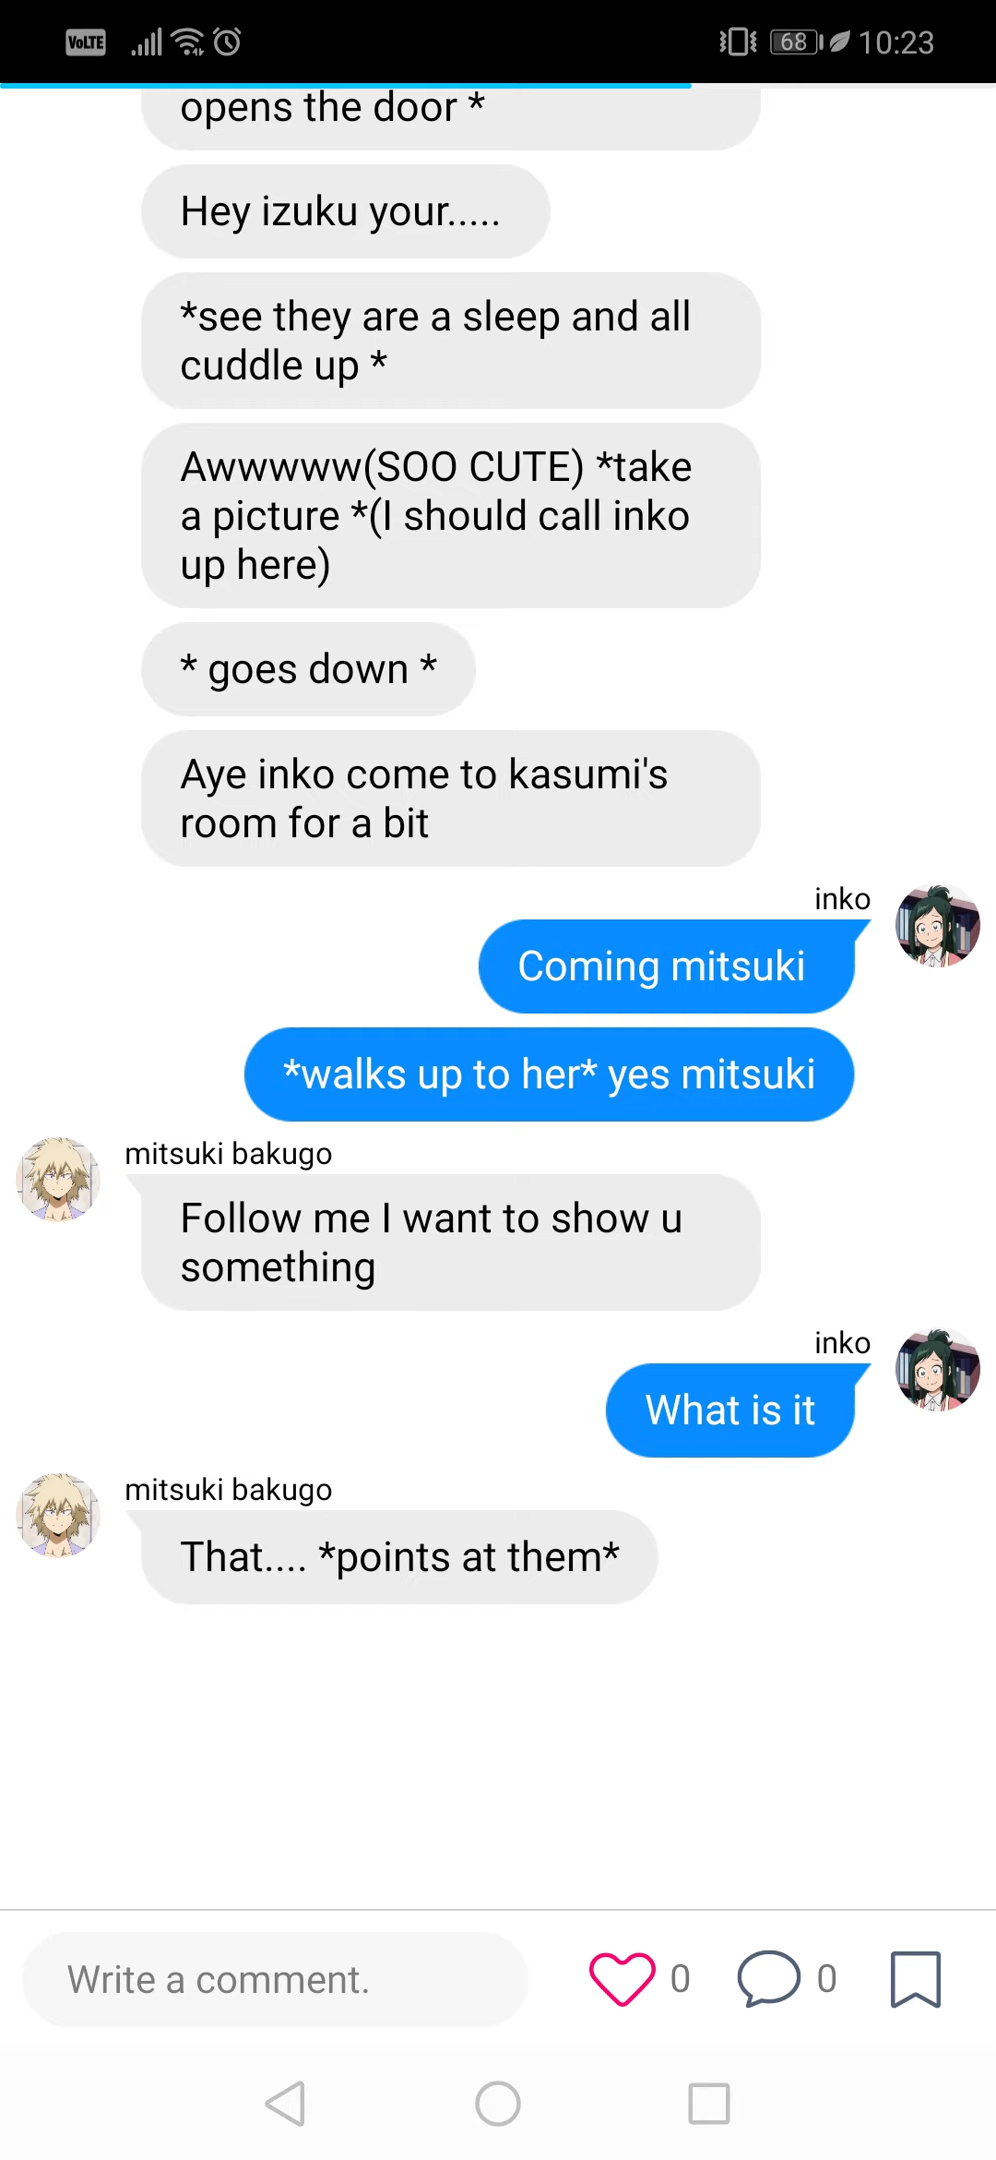 VoLTE 68 10:23
opens the door *
Hey izuku your.....
*see they are a sleep and all
cuddle up *
Awwwww(SOO CUTE) *take
a picture *(I should call inko
up here)
* goes down *
Aye inko come to kasumi's
room for a bit
inko
Coming mitsuki
*walks up to her* yes mitsuki
mitsuki bakugo
Follow me I want to show u
something
inko
What is it
mitsuki bakugo
That.... *points at them*
Write a comment. 0 0